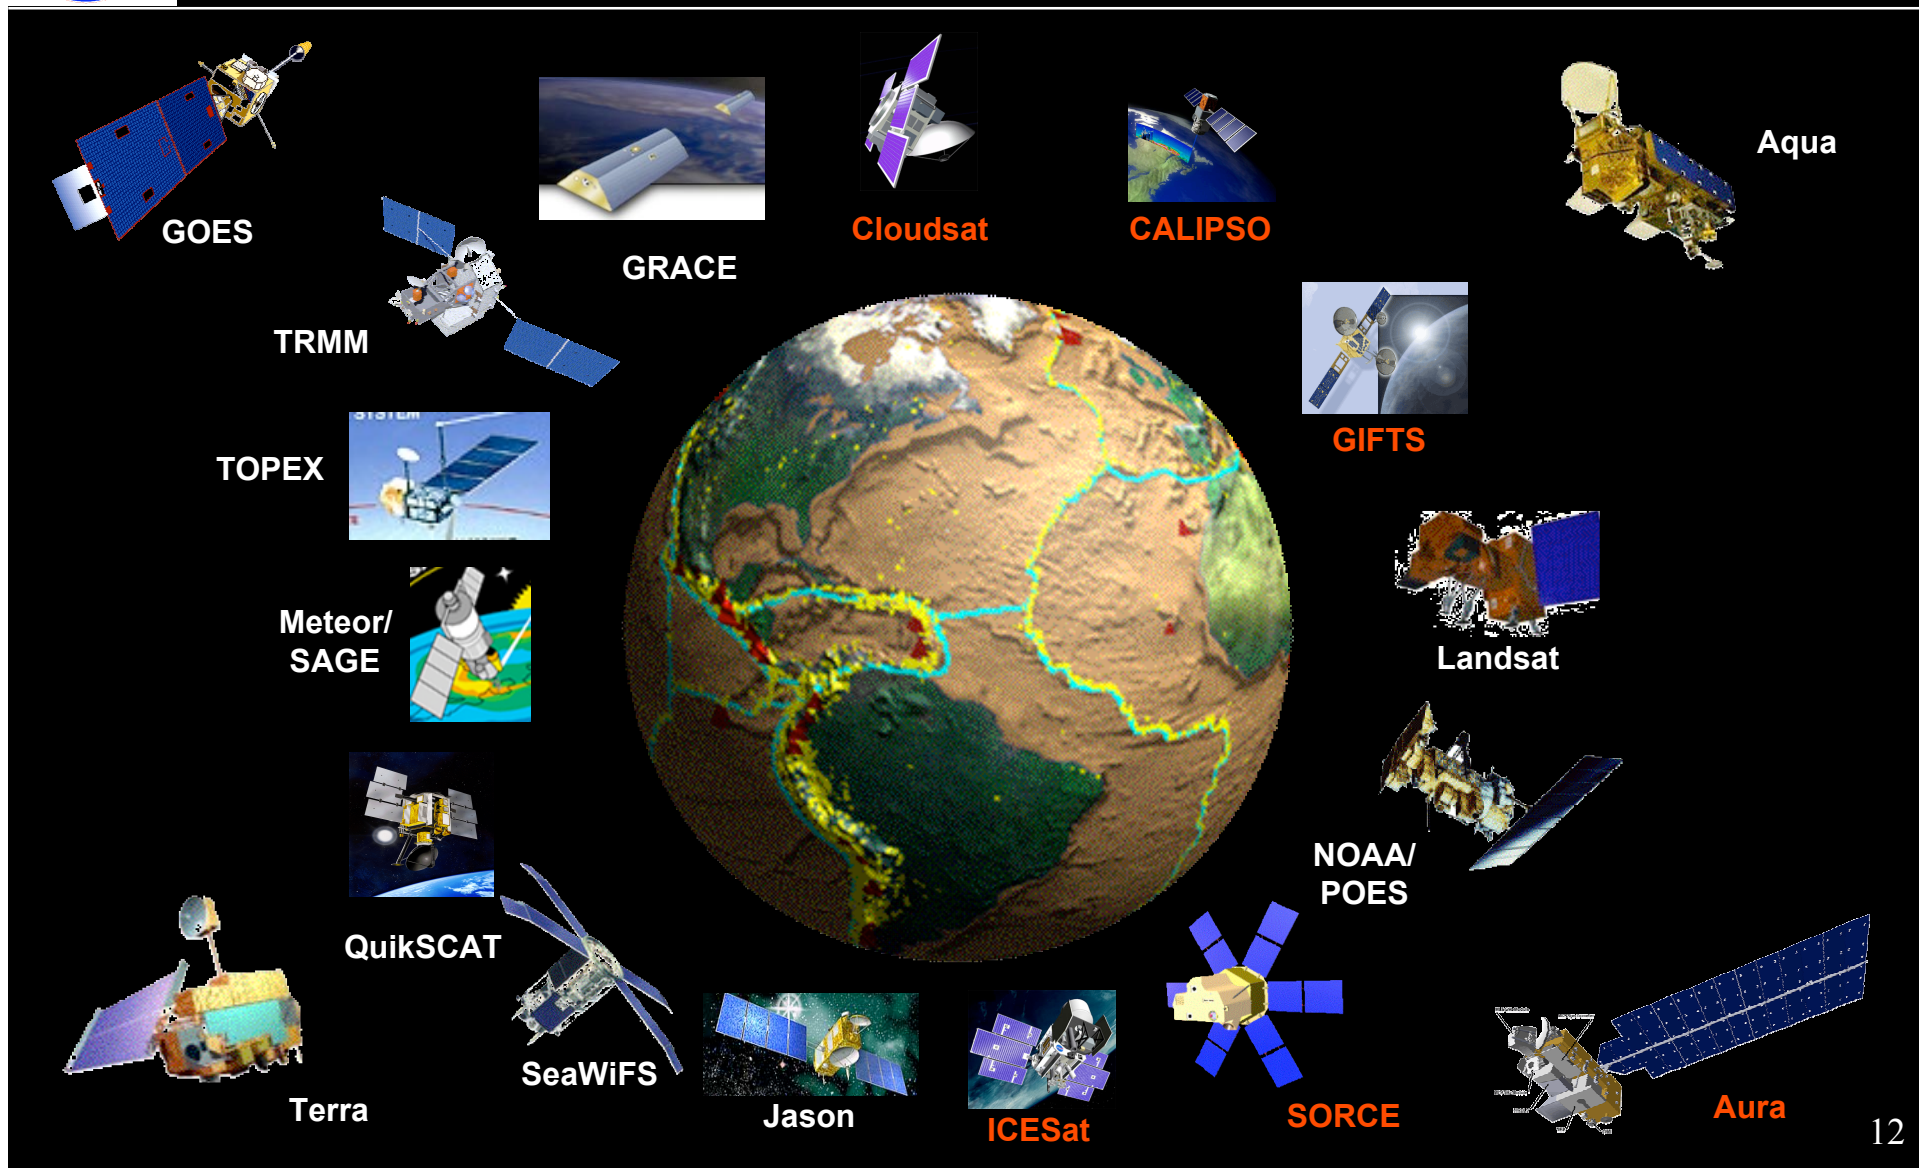 GOES
GRACE
Cloudsat
CALIPSO
Aqua
TRMM
GIFTS
TOPEX
SYSTEM
Meteor/
SAGE
Landsat
NOAA/
POES
QuikSCAT
SeaWiFS
Terra
Jason
ICESat
SORCE
Aura
12